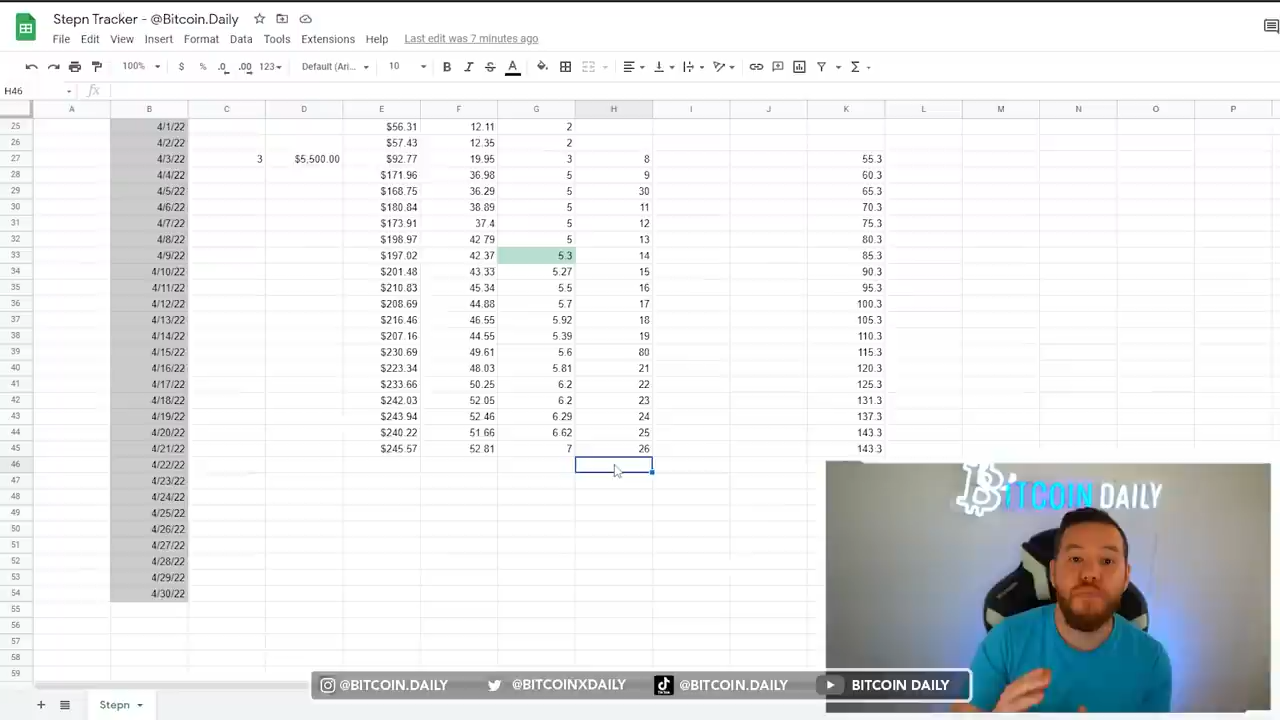 Stepn Tracker - @Bitcoin.Daily
File Edit View Insert Format Data Tools Extensions Help Last edit was 7 minutes ago
100% $ % .0 .00 123 Default (Ari... 10 B I S A
H46 fx
A B C D E F G H I J K L M N O P
25 4/1/22 $56.31 12.11 2
26 4/2/22 $57.43 12.35 2
27 4/3/22 3 $5,500.00 $92.77 19.95 3 8 55.3
28 4/4/22 $171.96 36.98 5 9 60.3
29 4/5/22 $168.75 36.29 5 30 65.3
30 4/6/22 $180.84 38.89 5 11 70.3
31 4/7/22 $173.91 37.4 5 12 75.3
32 4/8/22 $198.97 42.79 5 13 80.3
33 4/9/22 $197.02 42.37 5.3 14 85.3
34 4/10/22 $201.48 43.33 5.27 15 90.3
35 4/11/22 $210.83 45.34 5.5 16 95.3
36 4/12/22 $208.69 44.88 5.7 17 100.3
37 4/13/22 $216.46 46.55 5.92 18 105.3
38 4/14/22 $207.16 44.55 5.39 19 110.3
39 4/15/22 $230.69 49.61 5.6 80 115.3
40 4/16/22 $223.34 48.03 5.81 21 120.3
41 4/17/22 $233.66 50.25 6.2 22 125.3
42 4/18/22 $242.03 52.05 6.2 23 131.3
43 4/19/22 $243.94 52.46 6.29 24 137.3
44 4/20/22 $240.22 51.66 6.62 25 143.3
45 4/21/22 $245.57 52.81 7 26 143.3
46 4/22/22
47 4/23/22
48 4/24/22
49 4/25/22
50 4/26/22
51 4/27/22
52 4/28/22
53 4/29/22
54 4/30/22
55
56
57
58
59
BITCOIN DAILY
@BITCOIN.DAILY @BITCOINXDAILY @BITCOIN.DAILY BITCOIN DAILY
Stephn